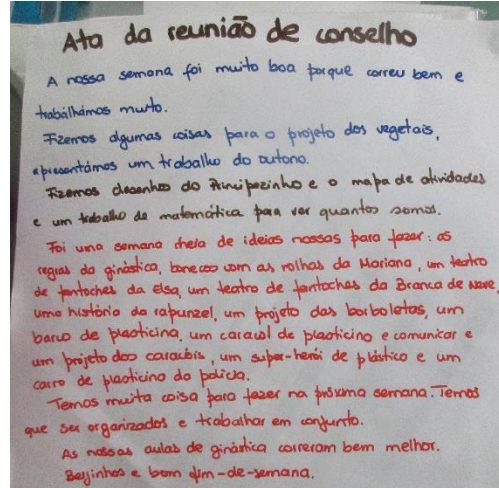 Ata da reunião de conselho
A nossa semana foi muito boa porque correu bem e
trabalhámos muito.
Fizemos algumas coisas para o projeto dos vegetais,
apresentámos um trabalho do outono.
Fizemos desenho do Principezinho e o mapa de atividades
e um trabalho de matemática para ver quantos somos.
Foi uma semana cheia de ideias nossas para fazer: as
regras da ginástica, bonecos com as rolhas da Mariana, um teatro
de fantoches da Elsa, um teatro de fantoches da Branca de Neve,
uma história da rapunzel, um projeto das borboletas, um
barco de plasticina, um caracol de plasticina e comunicar e
um projeto dos caracóis, um super-herói de plástico e um
carro de plasticina da polícia.
Temos muita coisa para fazer na próxima semana. Temos
que ser organizados e trabalhar em conjunto.
As nossas aulas de ginástica correram bem melhor.
Beijinhos e bom fim-de-semana.